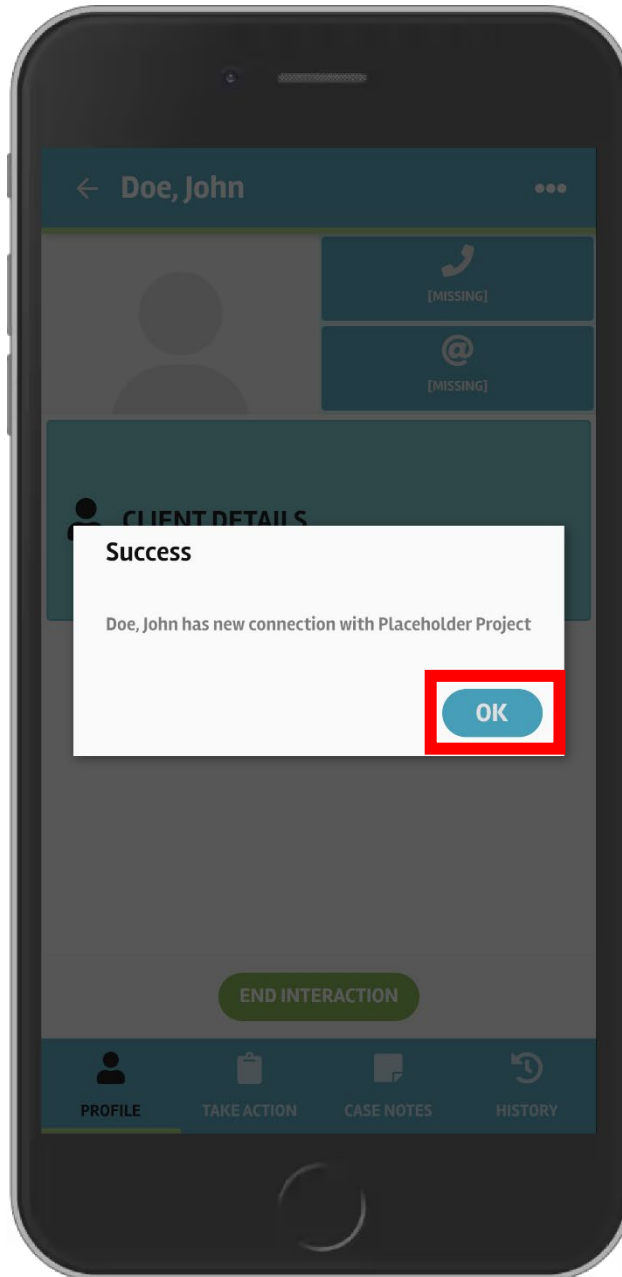 Doe, John
[MISSING]
@
[MISSING]
CLIENT DETAILS
Success
Doe, John has new connection with Placeholder Project
OK
END INTERACTION
PROFILE TAKE ACTION CASE NOTES HISTORY